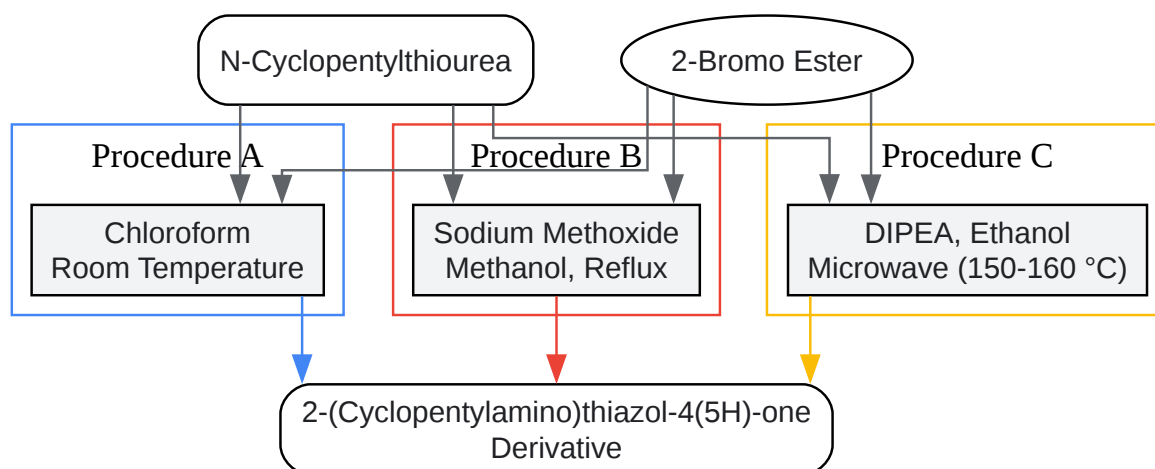 N-Cyclopentylthiourea
2-Bromo Ester
Procedure A
Procedure B
Procedure C
Chloroform
Room Temperature
Sodium Methoxide
Methanol, Reflux
DIPEA, Ethanol
Microwave (150-160 °C)
2-(Cyclopentylamino)thiazol-4(5H)-one
Derivative